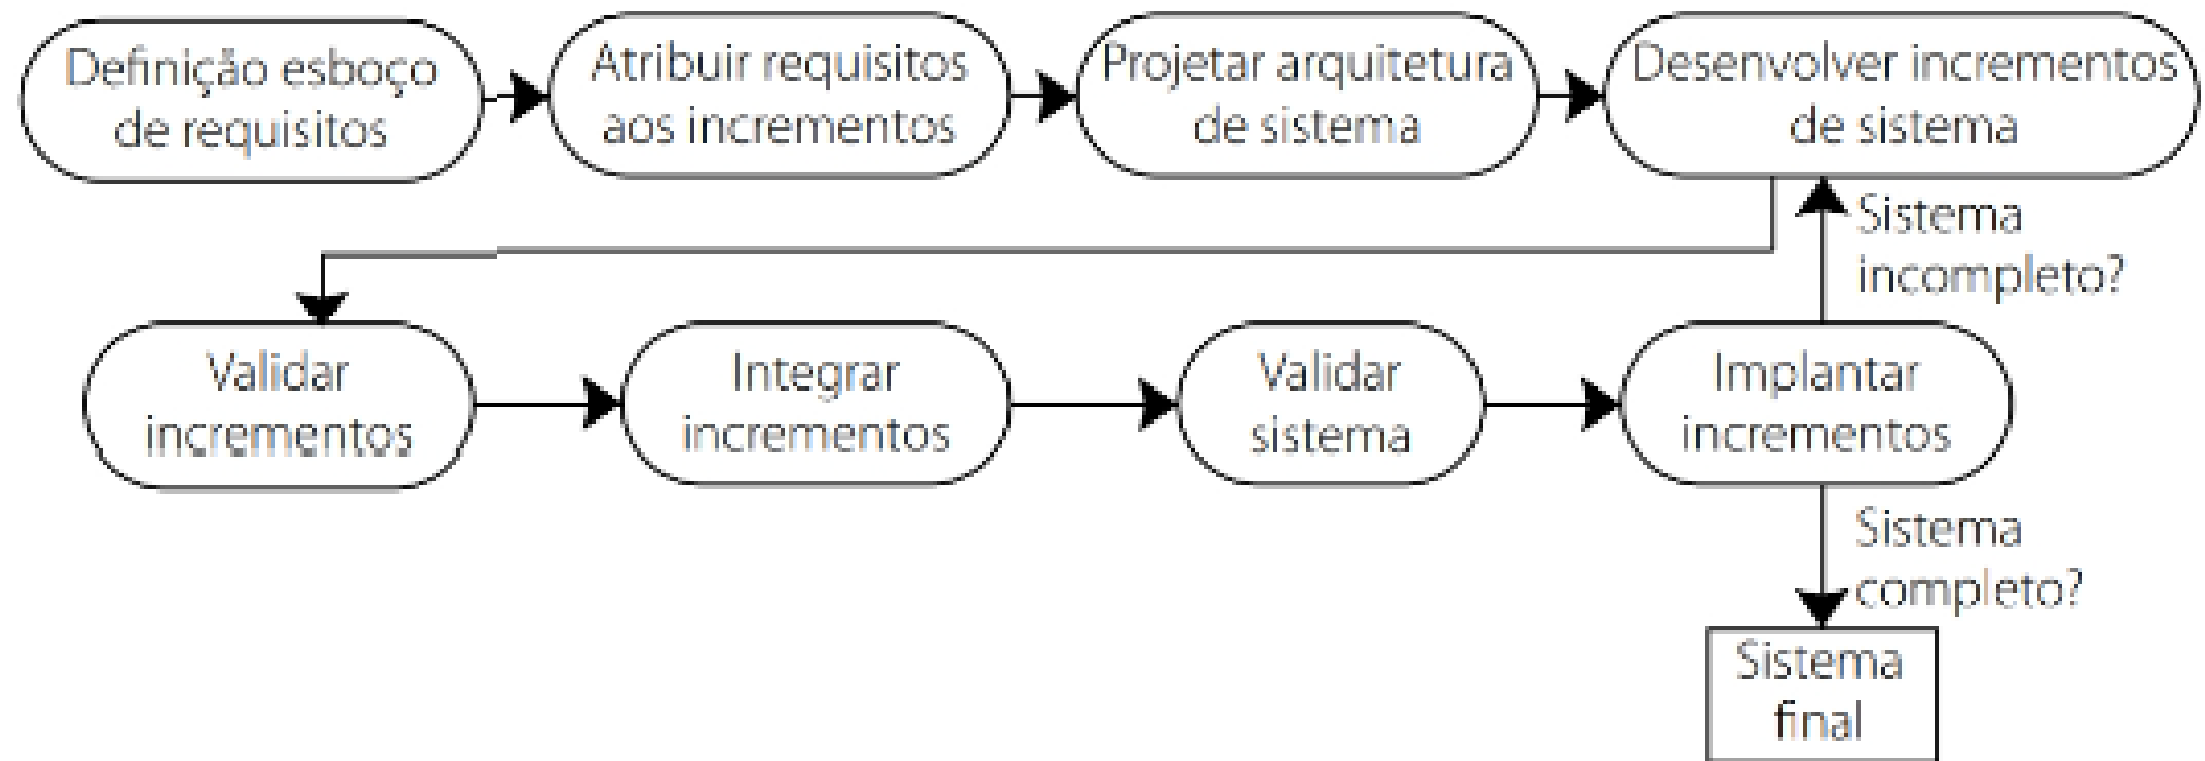 Definição esboço
de requisitos
Atribuir requisitos
aos incrementos
Projetar arquitetura
de sistema
Desenvolver incrementos
de sistema
Sistema
incompleto?
Validar
incrementos
Integrar
incrementos
Validar
sistema
Implantar
incrementos
Sistema
completo?
Sistema
final